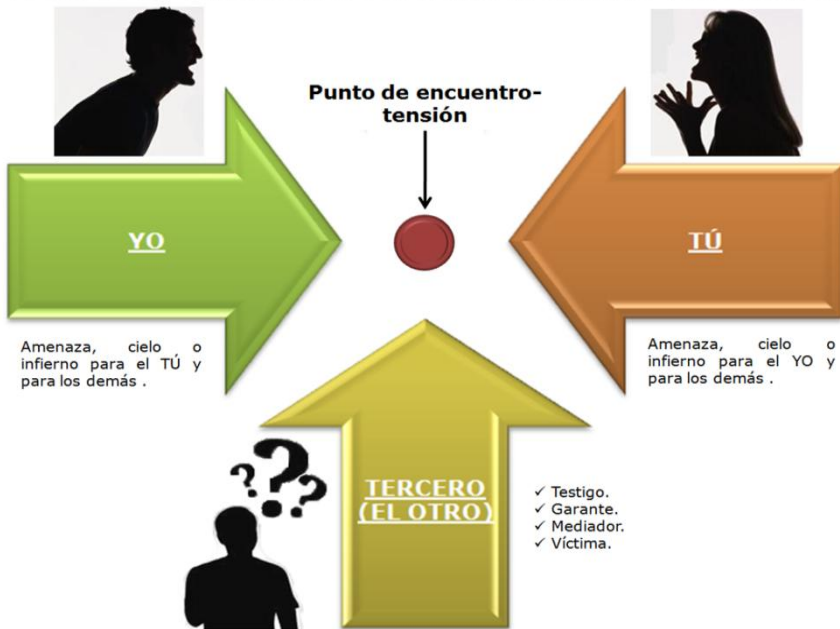 Punto de encuentro-
tensión
YO
TÚ
Amenaza, cielo o
infierno para el TÚ y
para los demás .
Amenaza, cielo o
infierno para el YO y
para los demás .
???
TERCERO
(EL OTRO)
✓ Testigo.
✓ Garante.
✓ Mediador.
✓ Víctima.